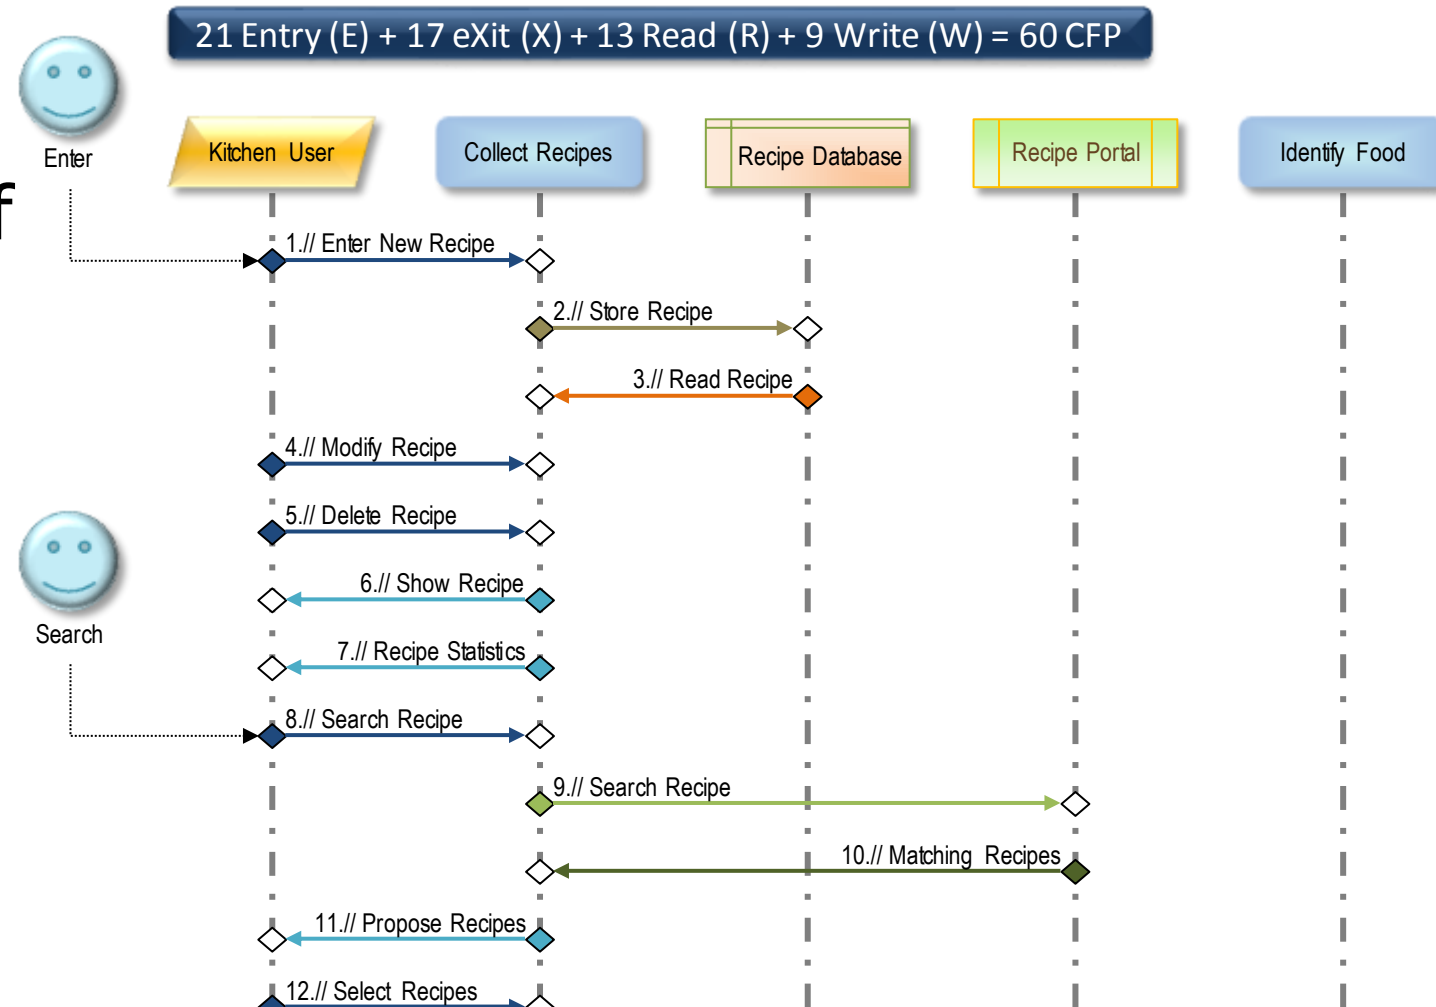 21 Entry (E) + 17 eXit (X) + 13 Read (R) + 9 Write (W) = 60 CFP
Enter
Kitchen User
Collect Recipes
Recipe Database
Recipe Portal
Identify Food
f
1.// Enter New Recipe
2.// Store Recipe
3.// Read Recipe
4.// Modify Recipe
5.// Delete Recipe
6.// Show Recipe
Search
7.// Recipe Statistics
8.// Search Recipe
9.// Search Recipe
10.// Matching Recipes
11.// Propose Recipes
12.// Select Recipes